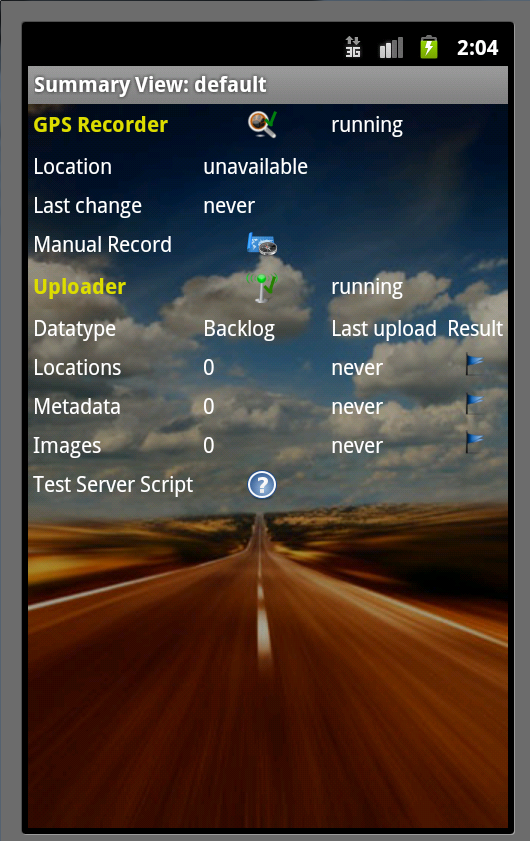 3G 2:04
Summary View: default
GPS Recorder running
Location unavailable
Last change never
Manual Record
Uploader running
Datatype Backlog Last upload Result
Locations 0 never
Metadata 0 never
Images 0 never
Test Server Script ?